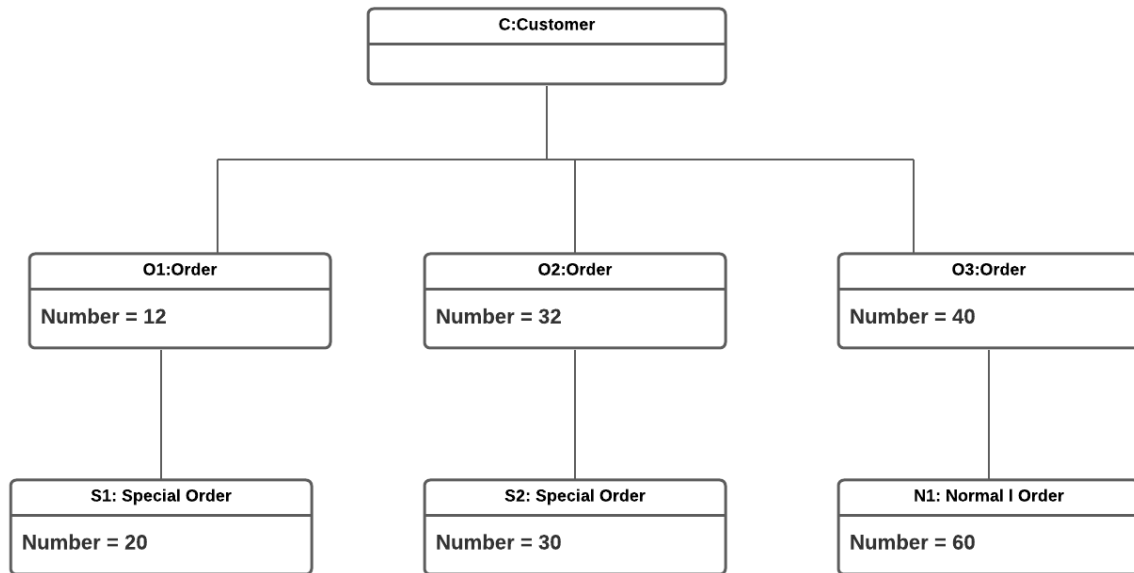 C:Customer
O1:Order
Number = 12
O2:Order
Number = 32
O3:Order
Number = 40
S1: Special Order
Number = 20
S2: Special Order
Number = 30
N1: Normal l Order
Number = 60